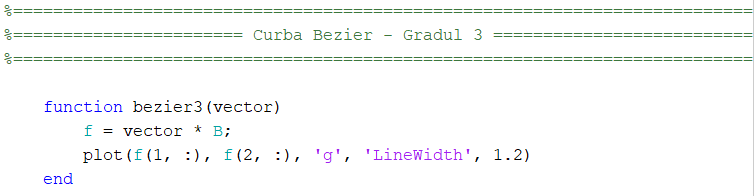 %==========================================================================
%======================= Curba Bezier - Gradul 3 ==========================
%==========================================================================
function bezier3(vector)
f = vector * B;
plot(f(1, :), f(2, :), 'g', 'LineWidth', 1.2)
end